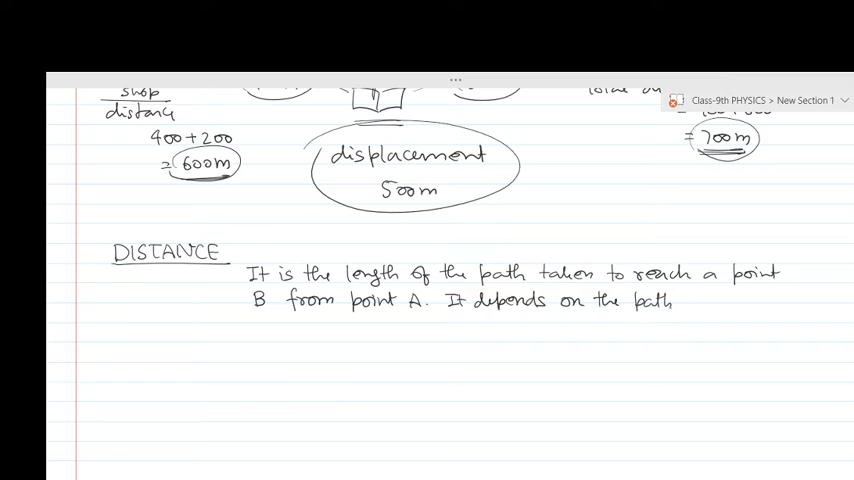 shop
distance
400+200
= 600m
displacement
500m
Class-9th PHYSICS > New Section 1
= 700m
DISTANCE
It is the length of the path taken to reach a point
B from point A. It depends on the path